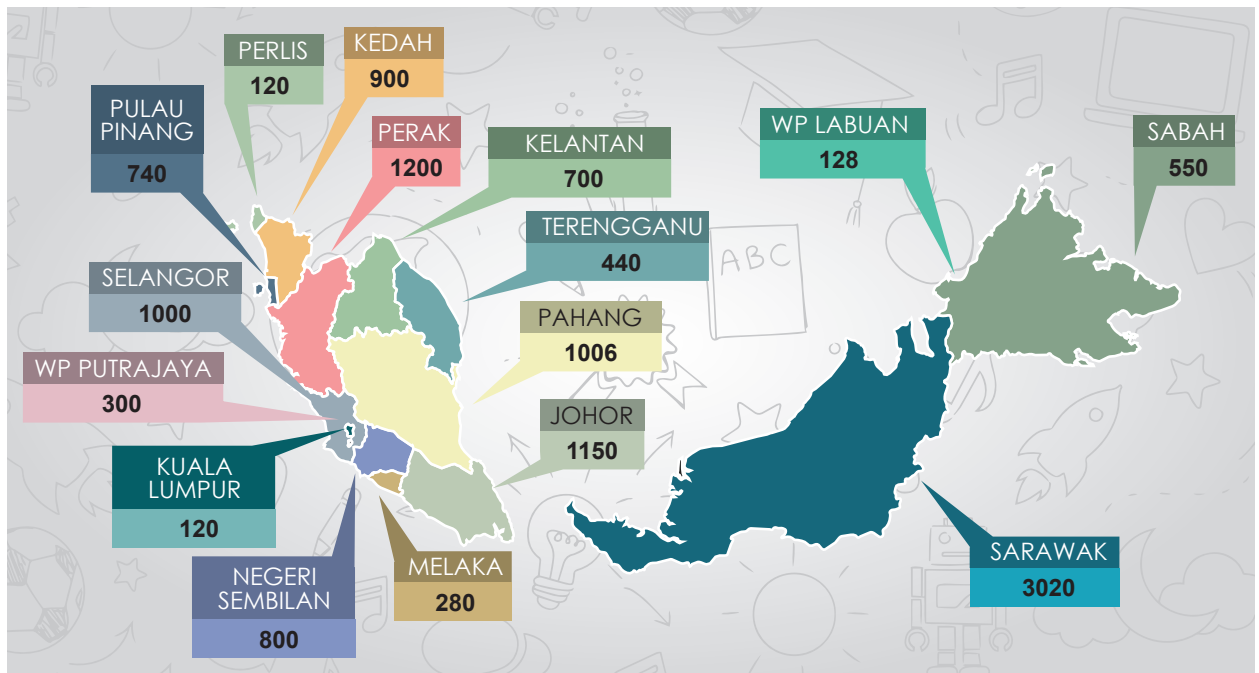 PERLIS
120
KEDAH
900
PULAU
PINANG
740
PERAK
1200
KELANTAN
700
TERENGGANU
440
SELANGOR
1000
PAHANG
1006
WP PUTRAJAYA
300
JOHOR
1150
KUALA
LUMPUR
120
NEGERI
SEMBILAN
800
MELAKA
280
WP LABUAN
128
SABAH
550
SARAWAK
3020
ABC